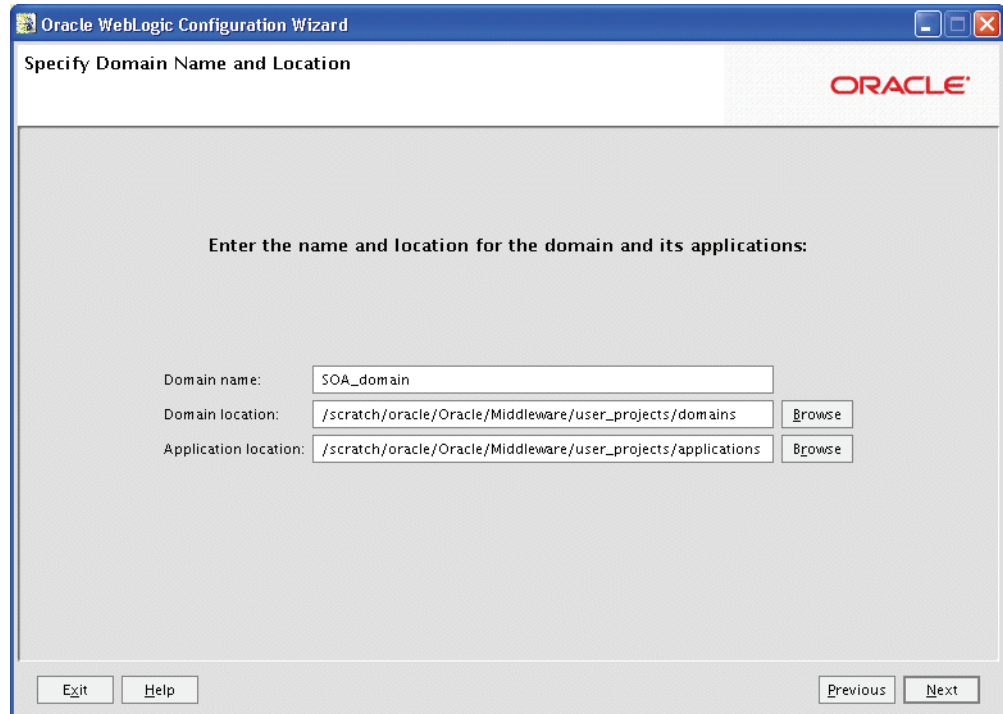 Oracle WebLogic Configuration Wizard
Specify Domain Name and Location
ORACLE
Enter the name and location for the domain and its applications:
Domain name: SOA_domain
Domain location: /scratch/oracle/Oracle/Middleware/user_projects/domains Browse
Application location: /scratch/oracle/Oracle/Middleware/user_projects/applications Browse
Exit Help Previous Next